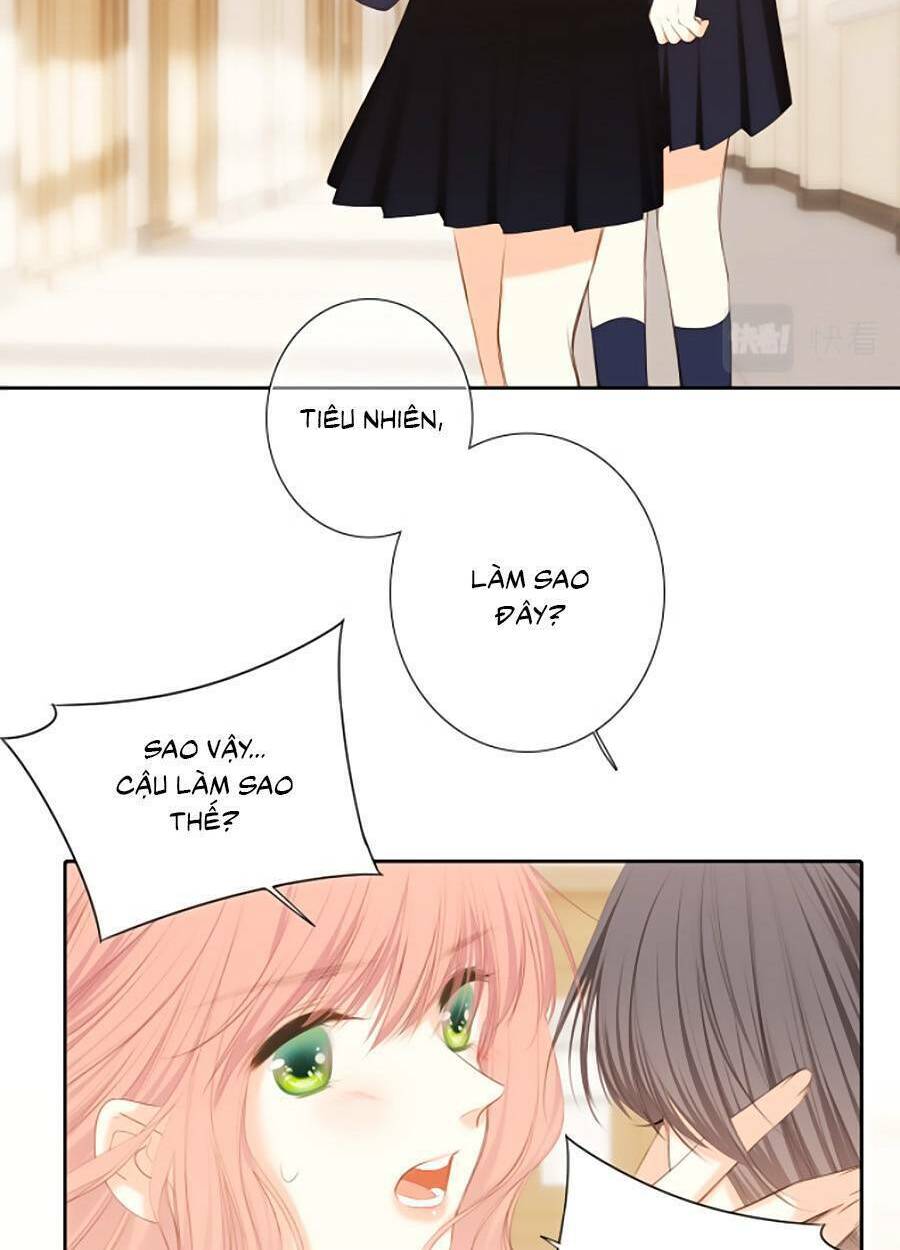 快看!
快看
TIÊU NHIÊN,
LÀM SAO
ĐÂY?
SAO VẬY...
CẬU LÀM SAO
THẾ?